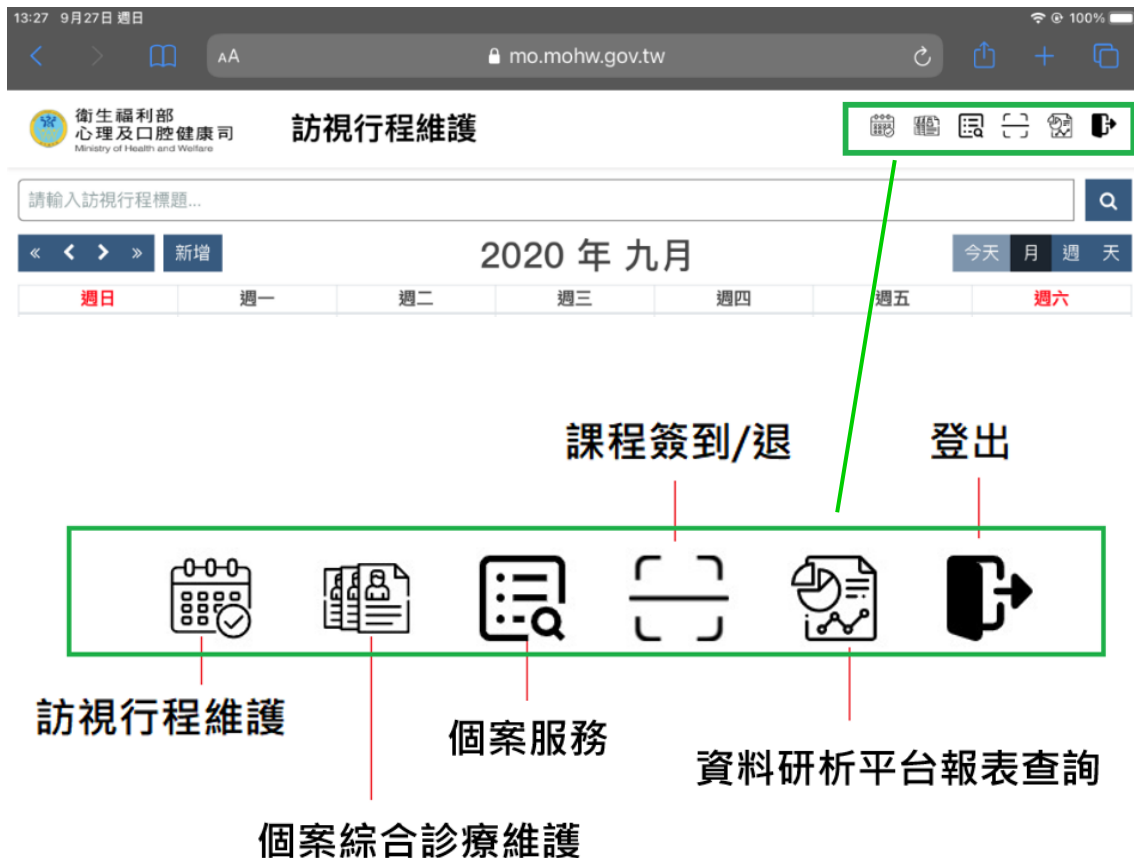 13:27 9月27日 週日
100%
AA
mo.mohw.gov.tw
衛生福利部
心理及口腔健康司
Ministry of Health and Welfare
訪視行程維護
請輸入訪視行程標題...
新增
2020 年 九月
今天 月 週 天
週日 週一 週二 週三 週四 週五 週六
課程簽到/退
登出
訪視行程維護
個案服務
資料研析平台報表查詢
個案綜合診療維護